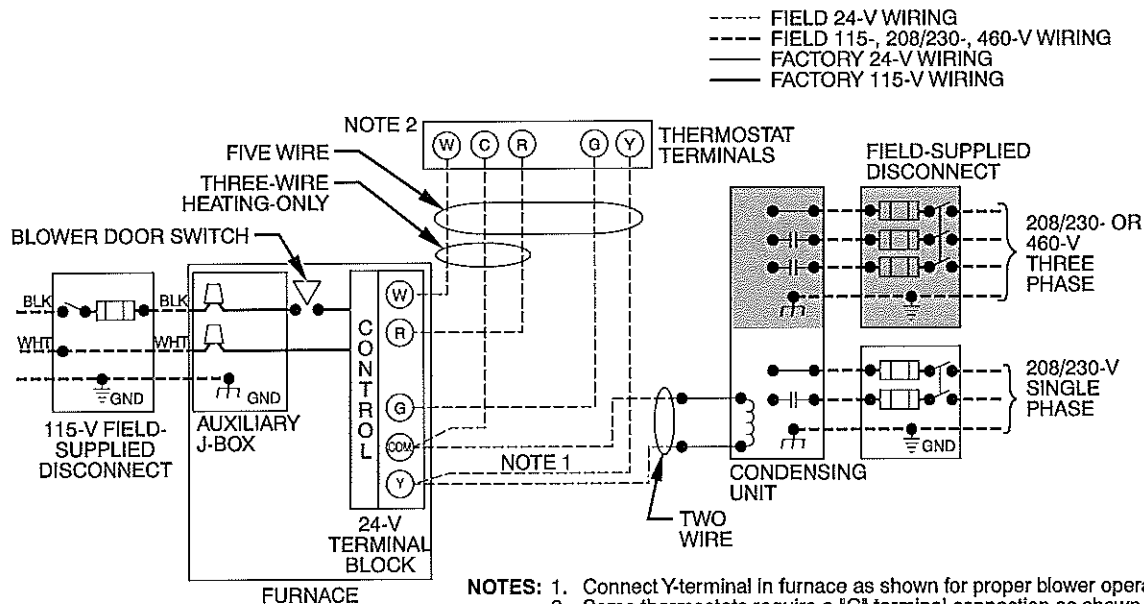 FIELD 24-V WIRING
FIELD 115-, 208/230-, 460-V WIRING
FACTORY 24-V WIRING
FACTORY 115-V WIRING
NOTE 2
W C R G Y
THERMOSTAT
TERMINALS
FIVE WIRE
THREE-WIRE
HEATING-ONLY
BLOWER DOOR SWITCH
FIELD-SUPPLIED
DISCONNECT
208/230- OR
460-V
THREE
PHASE
BLK
BLK
WHT
WHT
GND
GND
115-V FIELD-
SUPPLIED
DISCONNECT
AUXILIARY
J-BOX
CONTROL
W
R
G
COM
Y
NOTE 1
24-V
TERMINAL
BLOCK
FURNACE
TWO
WIRE
CONDENSING
UNIT
GND
208/230-V
SINGLE
PHASE
NOTES: 1. Connect Y-terminal in furnace as shown for proper blower opera